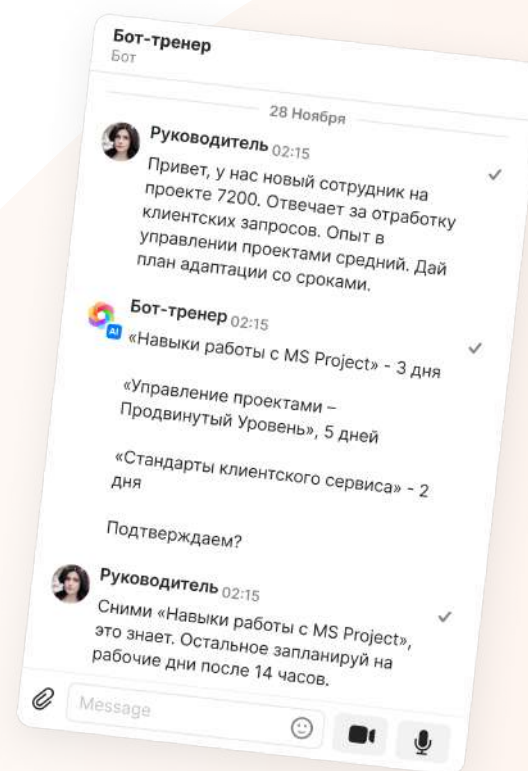 Бот-тренер
Бот
28 Ноября
Руководитель 02:15
Привет, у нас новый сотрудник на
проекте 7200. Отвечает за отработку
клиентских запросов. Опыт в
управлении проектами средний. Дай
план адаптации со сроками.
Бот-тренер 02:15
AI
«Навыки работы с MS Project» - 3 дня
«Управление проектами –
Продвинутый Уровень», 5 дней
«Стандарты клиентского сервиса» - 2
дня
Подтверждаем?
Руководитель 02:15
Сними «Навыки работы с MS Project»,
это знает. Остальное запланируй на
рабочие дни после 14 часов.
Message